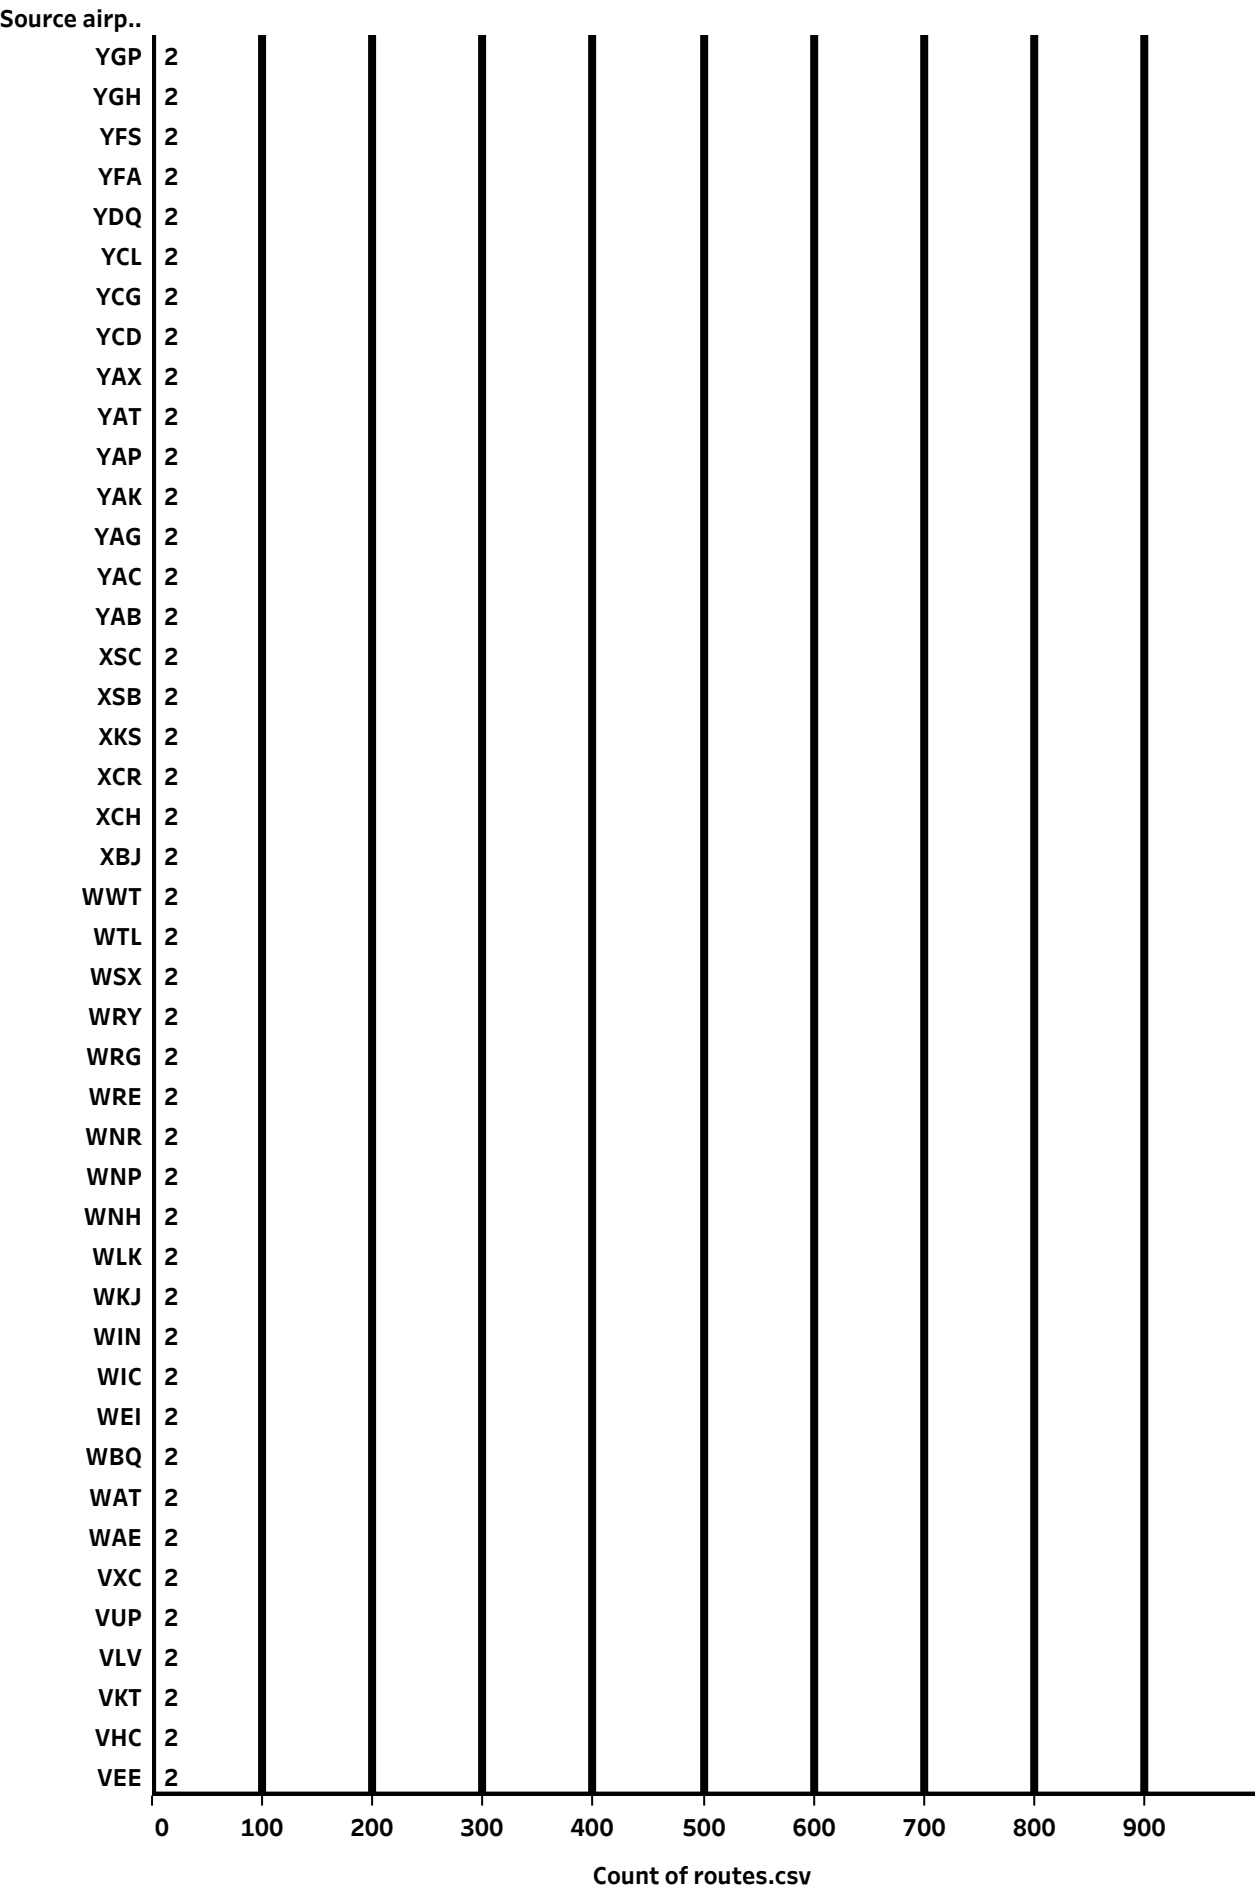 Source airp..
YGP 2
YGH 2
YFS 2
YFA 2
YDQ 2
YCL 2
YCG 2
YCD 2
YAX 2
YAT 2
YAP 2
YAK 2
YAG 2
YAC 2
YAB 2
XSC 2
XSB 2
XKS 2
XCR 2
XCH 2
XBJ 2
WWT 2
WTL 2
WSX 2
WRY 2
WRG 2
WRE 2
WNR 2
WNP 2
WNH 2
WLK 2
WKJ 2
WIN 2
WIC 2
WEI 2
WBQ 2
WAT 2
WAE 2
VXC 2
VUP 2
VLV 2
VKT 2
VHC 2
VEE 2
0 100 200 300 400 500 600 700 800 900
Count of routes.csv